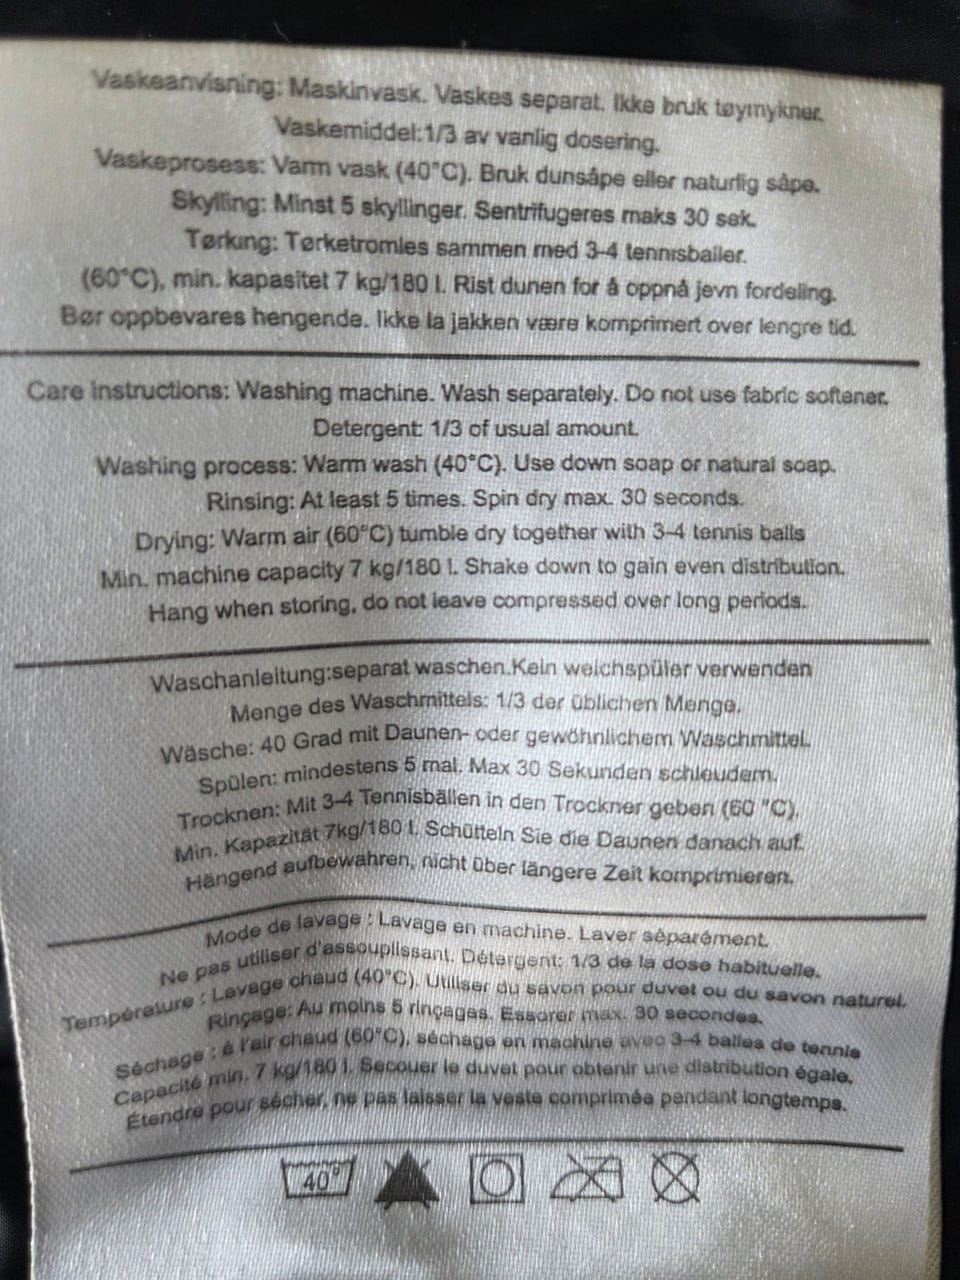 Vaskeanvisning: Maskinvask. Vaskes separat. Ikke bruk tøymykner.
Vaskemiddel:1/3 av vanlig dosering.
Vaskeprosess: Varm vask (40°C). Bruk dunsåpe eller naturlig såpe.
Skylling: Minst 5 skyllinger. Sentrifugeres maks 30 sek.
Tørking: Tørketromles sammen med 3-4 tennisballer.
(60°C), min. kapasitet 7 kg/180 l. Rist dunen for å oppnå jevn fordeling.
Bør oppbevares hengende. Ikke la jakken være komprimert over lengre tid.
Care instructions: Washing machine. Wash separately. Do not use fabric softener.
Detergent: 1/3 of usual amount.
Washing process: Warm wash (40°C). Use down soap or natural soap.
Rinsing: At least 5 times. Spin dry max. 30 seconds.
Drying: Warm air (60°C) tumble dry together with 3-4 tennis balls
Min. machine capacity 7 kg/180 l. Shake down to gain even distribution.
Hang when storing, do not leave compressed over long periods.
Waschanleitung:separat waschen.Kein weichspüler verwenden
Menge des Waschmittels: 1/3 der üblichen Menge.
Wäsche: 40 Grad mit Daunen- oder gewöhnlichem Waschmittel.
Spülen: mindestens 5 mal. Max 30 Sekunden schleudern.
Trocknen: Mit 3-4 Tennisbällen in den Trockner geben (60 °C).
Min. Kapazität 7kg/180 l. Schütteln Sie die Daunen danach auf.
Hängend aufbewahren, nicht über längere Zeit komprimieren.
Mode de lavage : Lavage en machine. Laver séparément.
Ne pas utiliser d'assouplissant. Détergent: 1/3 de la dose habituelle.
Température : Lavage chaud (40°C). Utiliser du savon pour duvet ou du savon naturel.
Rinçage: Au moins 5 rinçages. Essorer max. 30 secondes.
Séchage : à l'air chaud (60°C), séchage en machine avec 3-4 balles de tennis
Capacité min. 7 kg/180 l. Secouer le duvet pour obtenir une distribution égale.
Étendre pour sécher, ne pas laisser la veste comprimée pendant longtemps.
40°